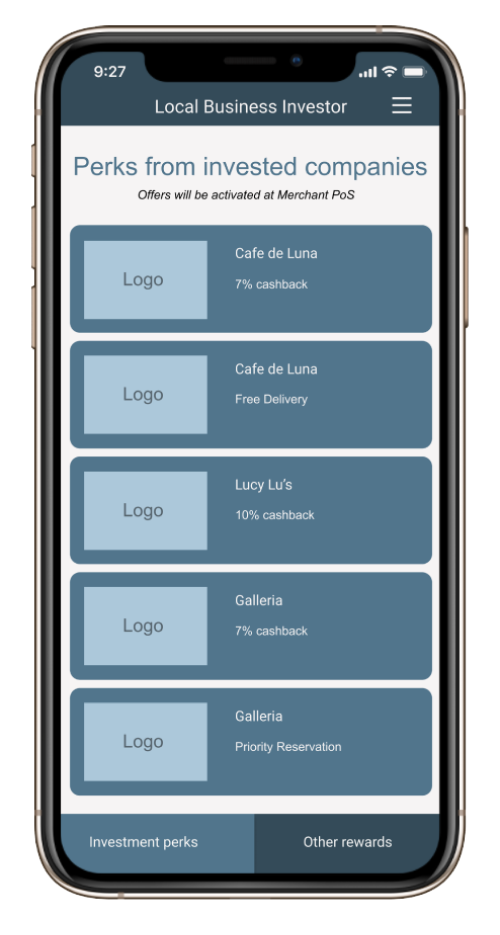 9:27
Local Business Investor
Perks from invested companies
Offers will be activated at Merchant PoS
Logo
Cafe de Luna
7% cashback
Logo
Cafe de Luna
Free Delivery
Logo
Lucy Lu's
10% cashback
Logo
Galleria
7% cashback
Logo
Galleria
Priority Reservation
Investment perks
Other rewards